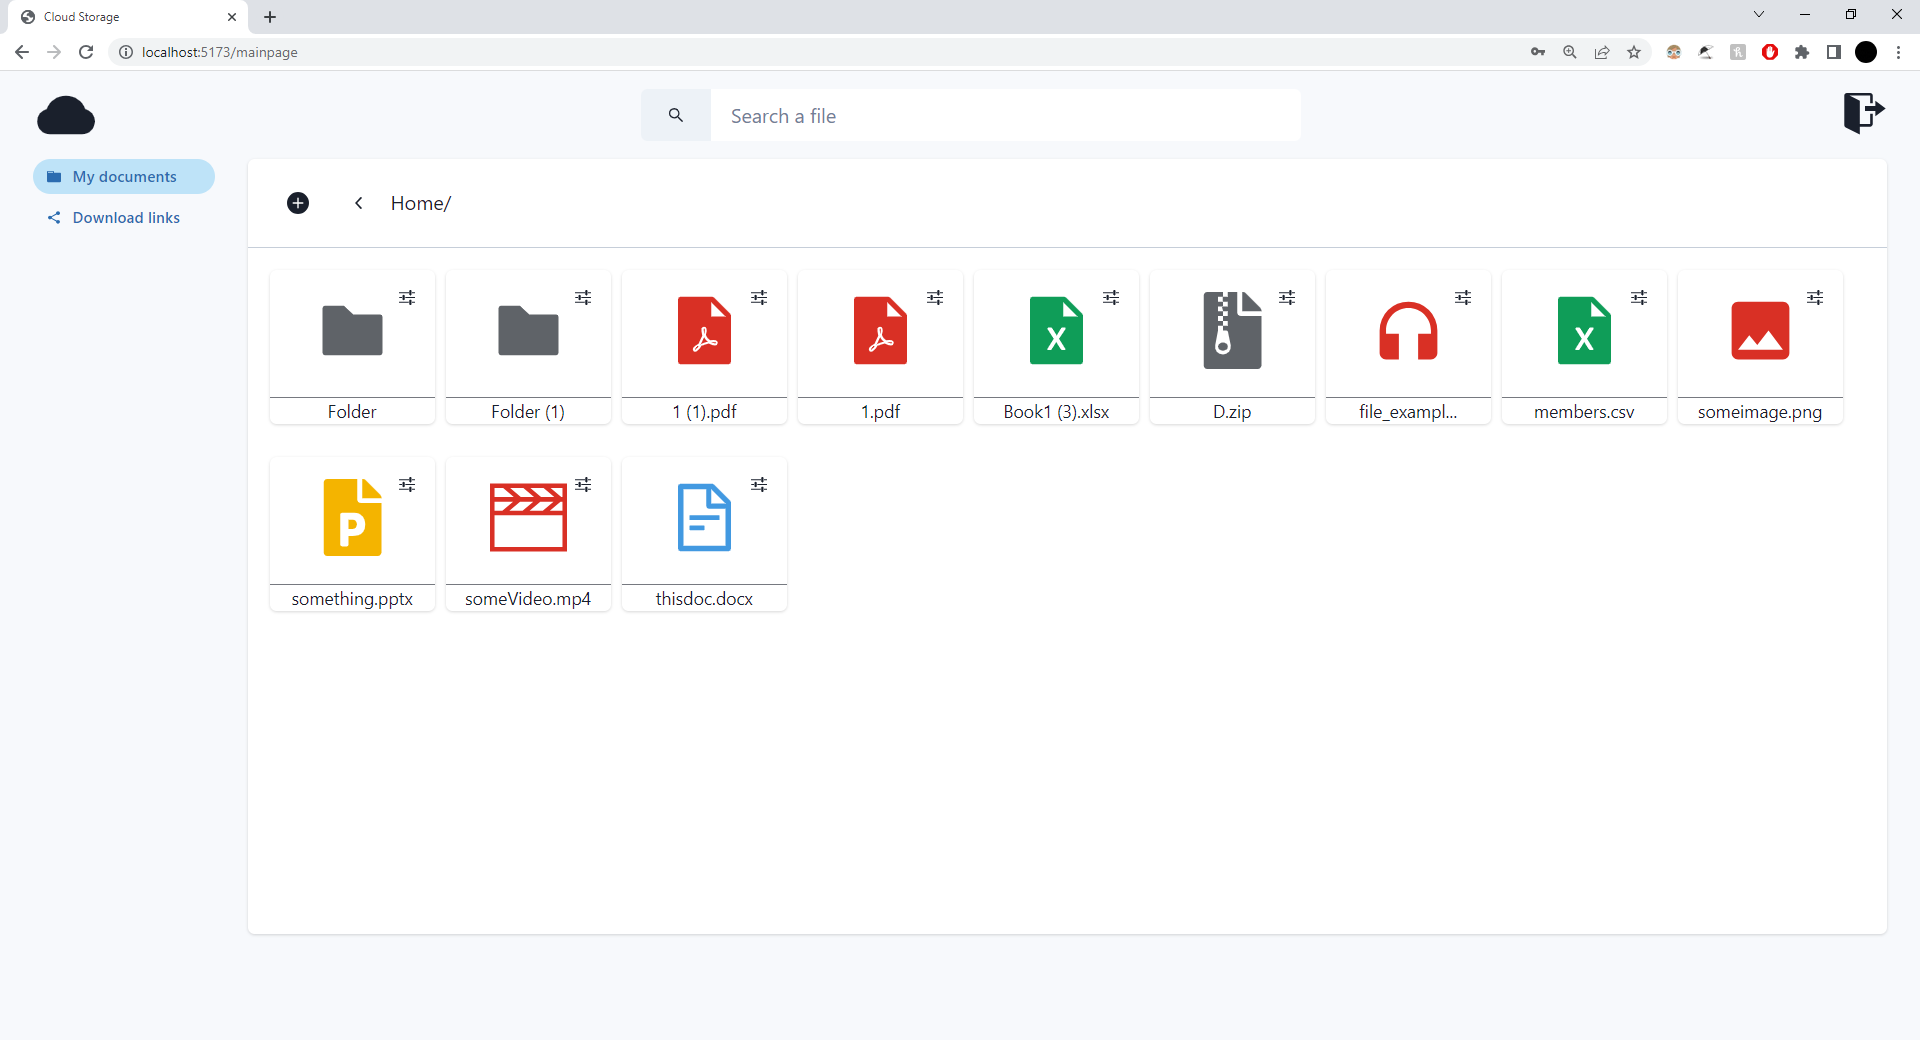 Cloud Storage
localhost:5173/mainpage
Search a file
My documents
Download links
Home/
Folder
Folder (1)
1 (1).pdf
1.pdf
Book1 (3).xlsx
D.zip
file_exampl...
members.csv
someimage.png
something.pptx
someVideo.mp4
thisdoc.docx